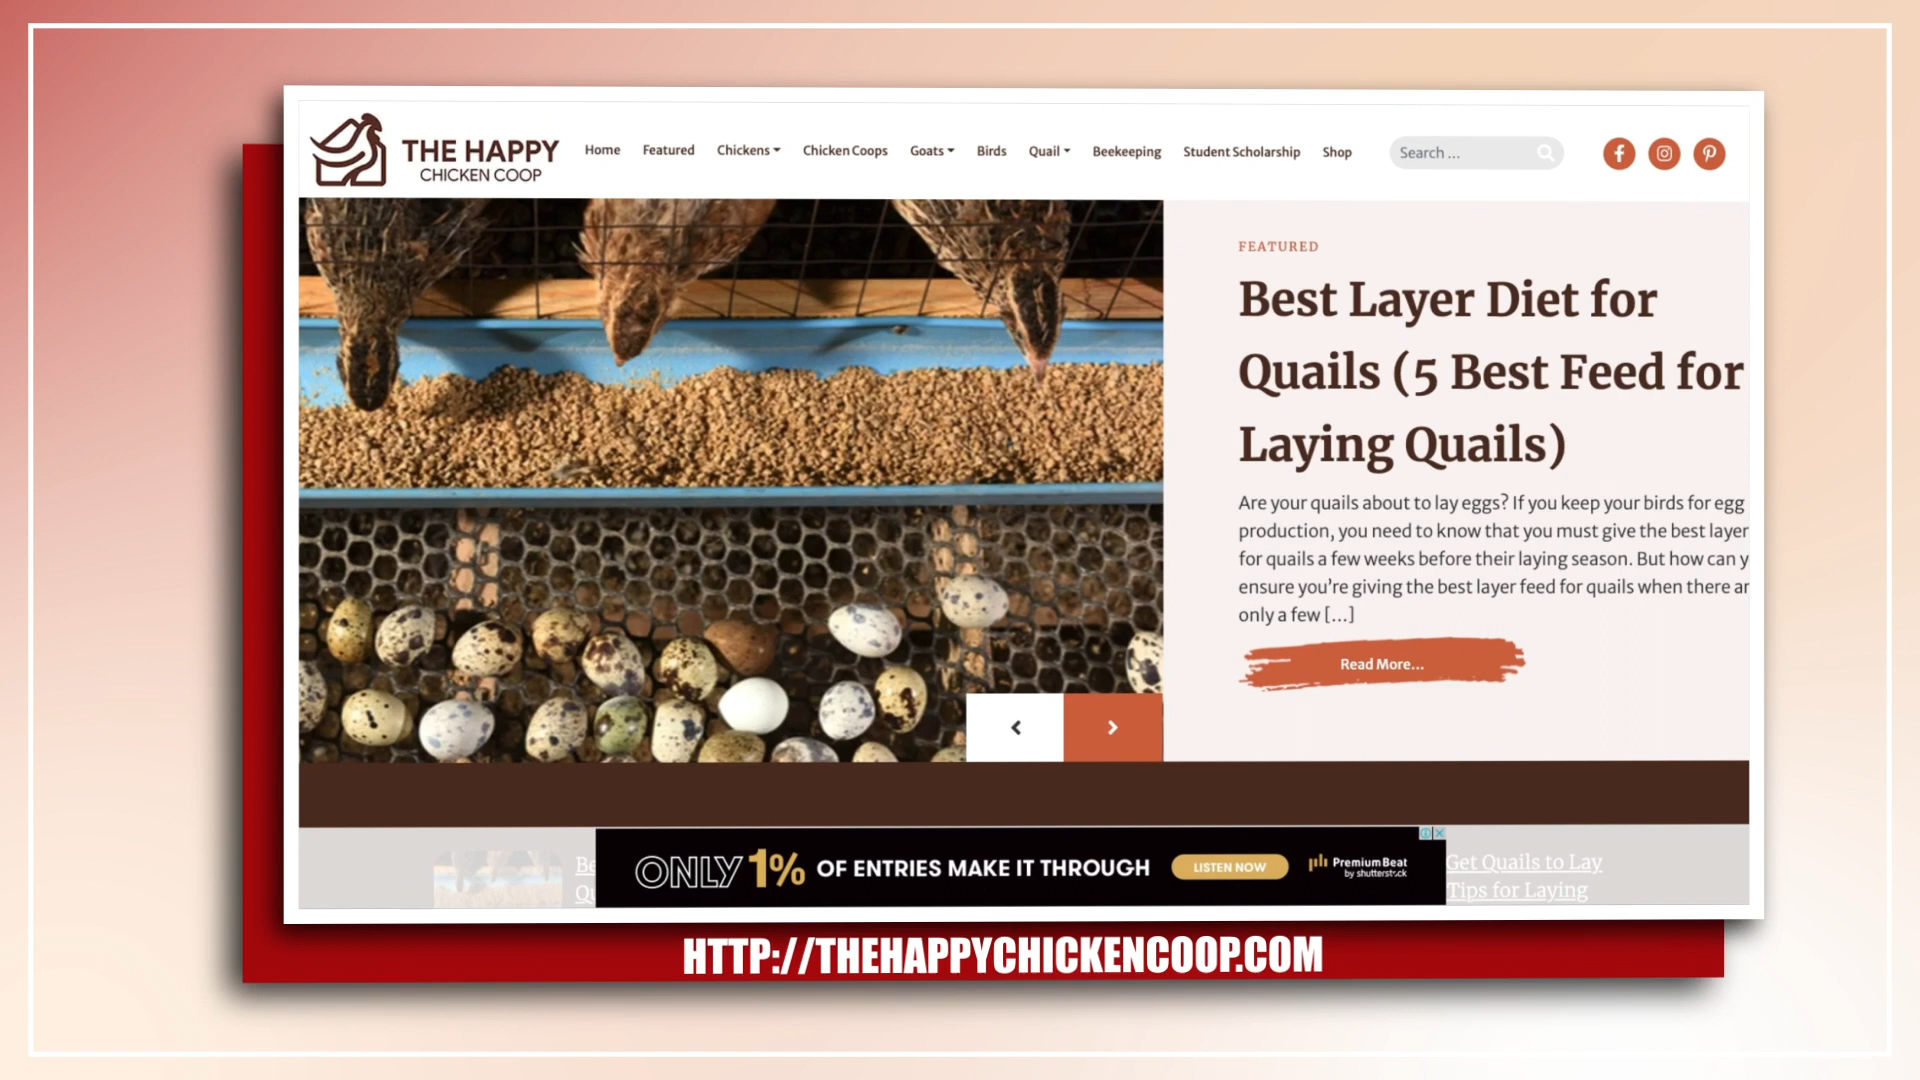 THE HAPPY
CHICKEN COOP
Home Featured Chickens Chicken Coops Goats Birds Quail Beekeeping Student Scholarship Shop
Search ...
FEATURED
Best Layer Diet for
Quails (5 Best Feed for
Laying Quails)
Are your quails about to lay eggs? If you keep your birds for egg
production, you need to know that you must give the best layer
for quails a few weeks before their laying season. But how can y
ensure you're giving the best layer feed for quails when there ar
only a few [...]
Read More...
Be
Qu
ONLY 1% OF ENTRIES MAKE IT THROUGH
LISTEN NOW
PremiumBeat
by shutterstock
Get Quails to Lay
Tips for Laying
HTTP://THEHAPPYCHICKENCOOP.COM